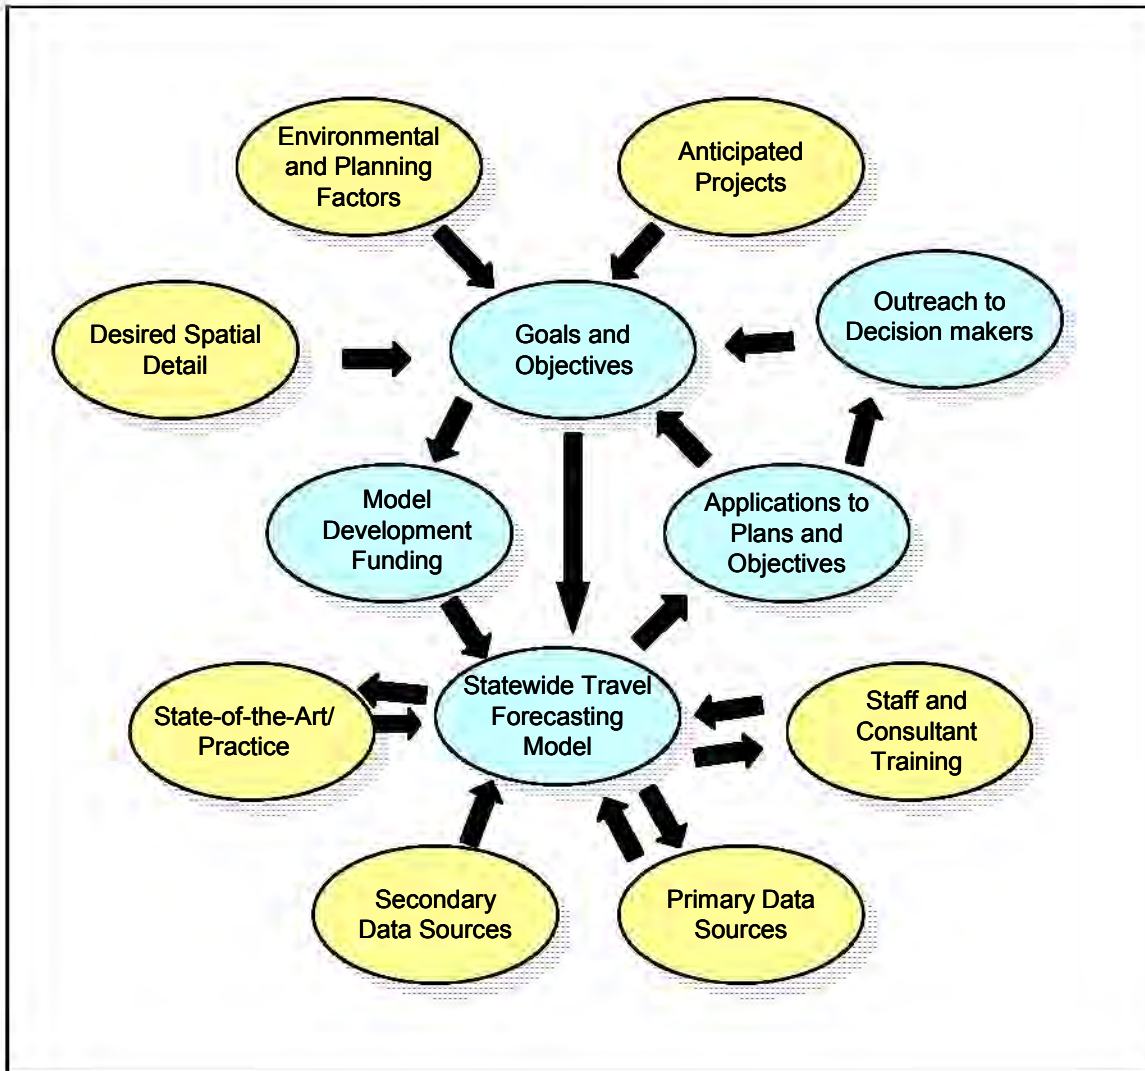 Environmental
and Planning
Factors
Anticipated
Projects
Desired Spatial
Detail
Goals and
Objectives
Outreach to
Decision makers
Model
Development
Funding
Applications to
Plans and
Objectives
State-of-the-Art/
Practice
Statewide Travel
Forecasting
Model
Staff and
Consultant
Training
Secondary
Data Sources
Primary Data
Sources